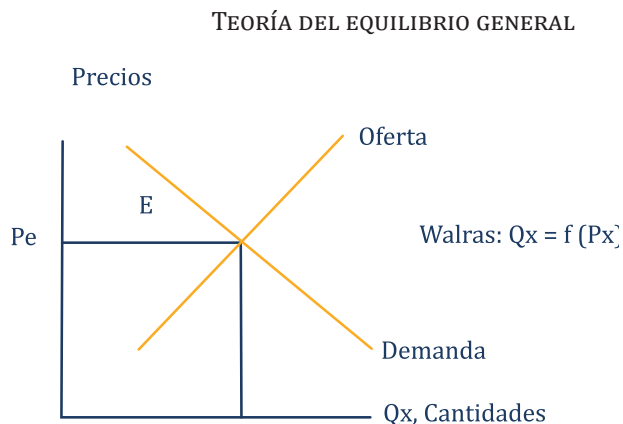 Teoría del equilibrio general
Precios
Oferta
E
Pe
Walras: Qx = f (Px)
Demanda
Qx, Cantidades